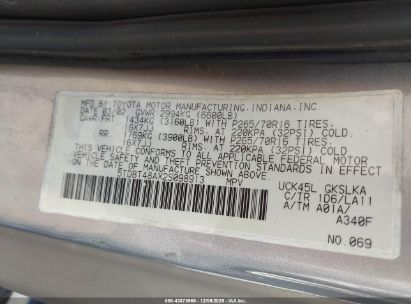 MFD BY TOYOTA MOTOR MANUFACTURING, INDIANA, INC.
DATE 03/02 GVWR 2994KG (6600LB)
GAWR FRT 1434KG (3160LB) WITH P265/70R16 TIRES,
16X7JJ RIMS, AT 220KPA (32PSI) COLD.
RR 1769KG (3900LB) WITH P265/70R16 TIRES,
16X7JJ RIMS, AT 220KPA (32PSI) COLD.
THIS VEHICLE CONFORMS TO ALL APPLICABLE FEDERAL MOTOR
VEHICLE SAFETY AND THEFT PREVENTION STANDARDS IN EFFECT
ON THE DATE OF MANUFACTURE SHOWN ABOVE.
5TDBT48AX2S098913 MPV
UCK45L GKSLKA
C/TR 1D6/LA11
A/TM A01A/
A340F
NO.069